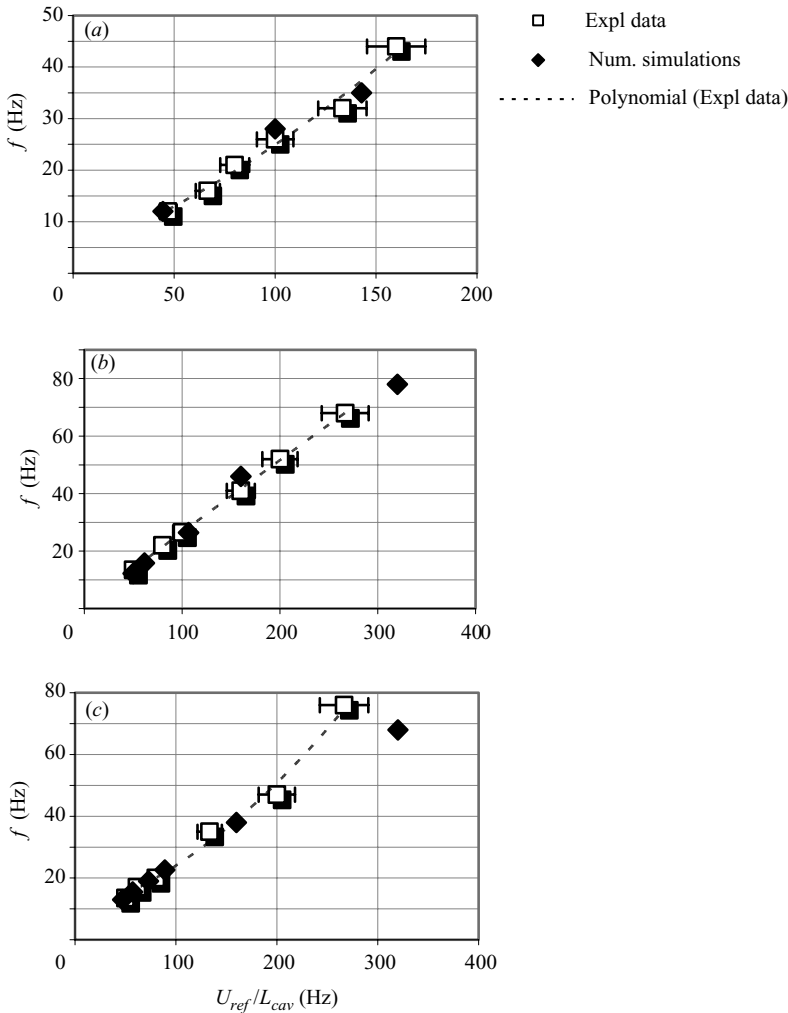 (a)
50
40
30
20
10
0
50
100
150
200
f (Hz)
Expl data
Num. simulations
Polynomial (Expl data)
(b)
80
60
40
20
0
100
200
300
400
f (Hz)
(c)
80
60
40
20
0
100
200
300
400
f (Hz)
U_ref/L_cav (Hz)